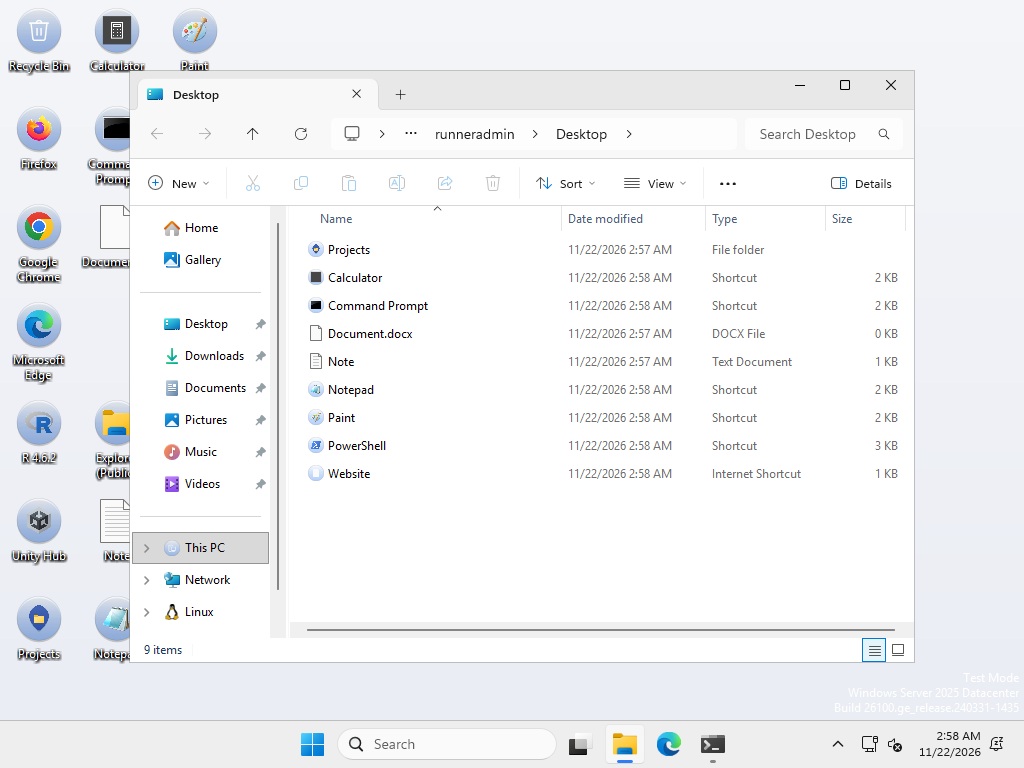 Recycle Bin
Calculator
Paint
Firefox
Command
Prompt
Google
Chrome
Microsoft
Edge
R 4.6.2
Explorer
(Public
Unity Hub
Note
Projects
Desktop
runneradmin
Desktop
Search Desktop
New
Sort
View
Details
Home
Gallery
Desktop
Downloads
Documents
Pictures
Music
Videos
This PC
Network
Linux
Name Date modified Type Size
Projects 11/22/2026 2:57 AM File folder
Calculator 11/22/2026 2:58 AM Shortcut 2 KB
Command Prompt 11/22/2026 2:58 AM Shortcut 2 KB
Document.docx 11/22/2026 2:57 AM DOCX File 0 KB
Note 11/22/2026 2:57 AM Text Document 1 KB
Notepad 11/22/2026 2:58 AM Shortcut 2 KB
Paint 11/22/2026 2:58 AM Shortcut 2 KB
PowerShell 11/22/2026 2:58 AM Shortcut 3 KB
Website 11/22/2026 2:58 AM Internet Shortcut 1 KB
9 items
Test Mode
Windows Server 2025 Datacenter
Build 26100.ge_release.240331-1435
Search
2:58 AM
11/22/2026